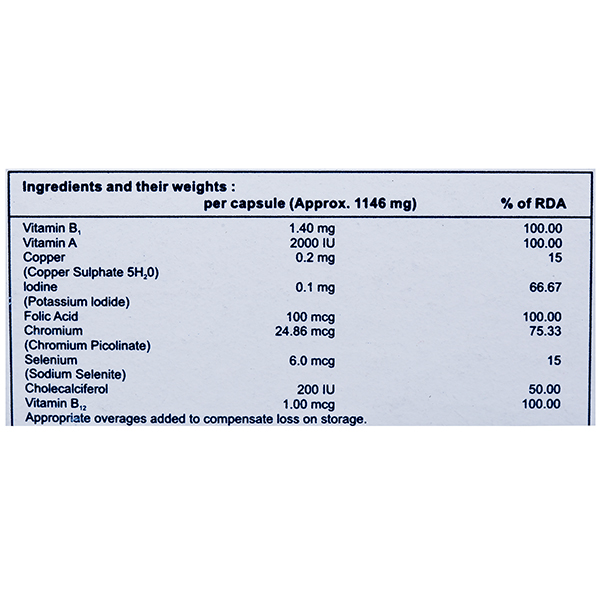 Ingredients and their weights :
per capsule (Approx. 1146 mg) % of RDA
Vitamin B₁ 1.40 mg 100.00
Vitamin A 2000 IU 100.00
Copper 0.2 mg 15
(Copper Sulphate 5H₂0)
Iodine 0.1 mg 66.67
(Potassium Iodide)
Folic Acid 100 mcg 100.00
Chromium 24.86 mcg 75.33
(Chromium Picolinate)
Selenium 6.0 mcg 15
(Sodium Selenite)
Cholecalciferol 200 IU 50.00
Vitamin B₁₂ 1.00 mcg 100.00
Appropriate overages added to compensate loss on storage.